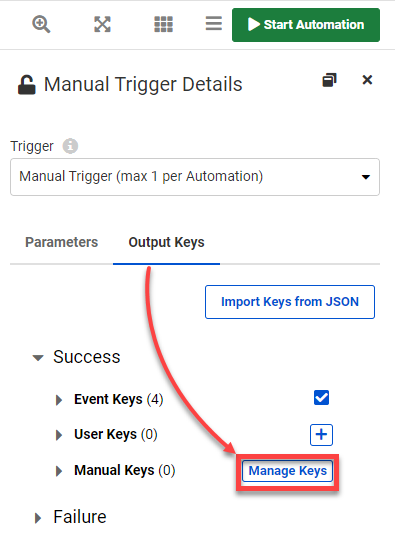 Start Automation
Manual Trigger Details
Trigger
Manual Trigger (max 1 per Automation)
Parameters Output Keys
Import Keys from JSON
Success
Event Keys (4)
User Keys (0)
Manual Keys (0) Manage Keys
Failure